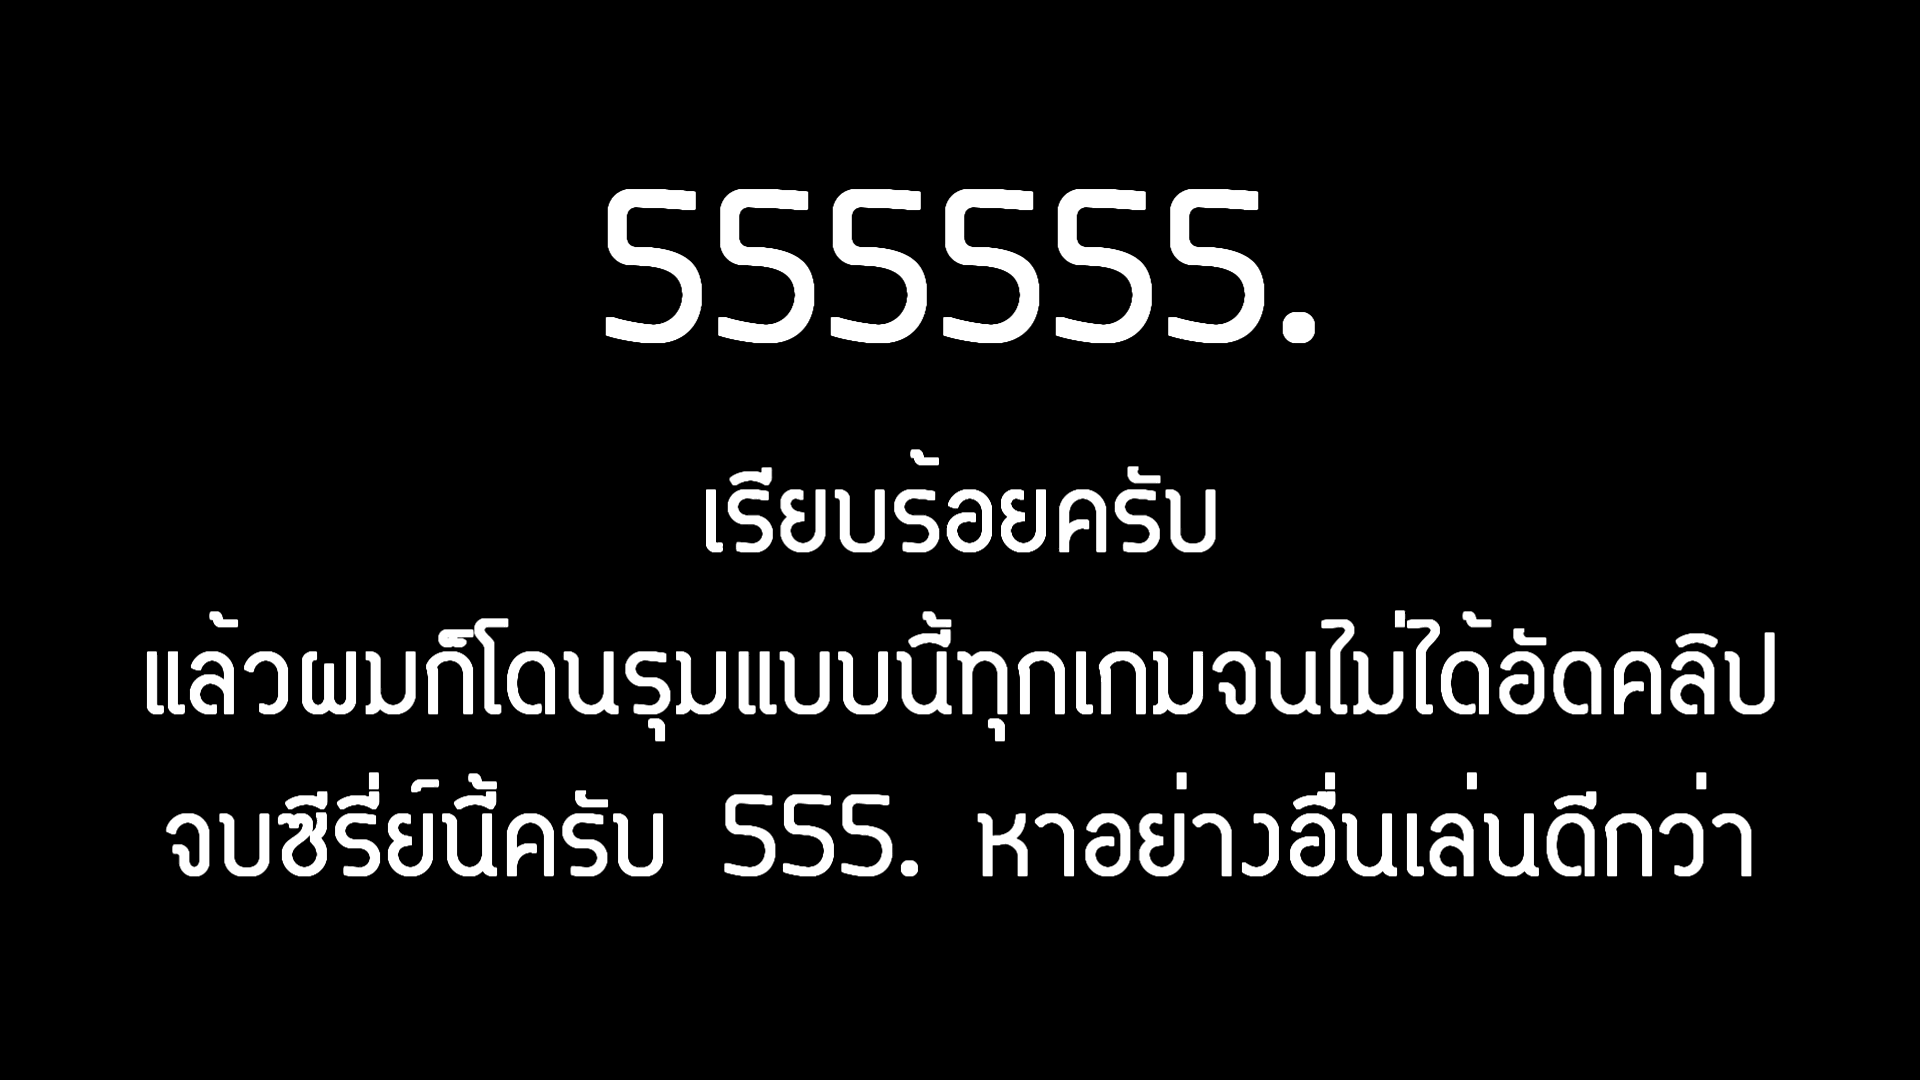 555555.
เรียบร้อยครับ
แล้วผมก็โดนรุมแบบนี้ทุกเกมจนไม่ได้อัดคลิป
จบซีรี่ย์นี้ครับ 555. หาอย่างอื่นเล่นดีกว่า